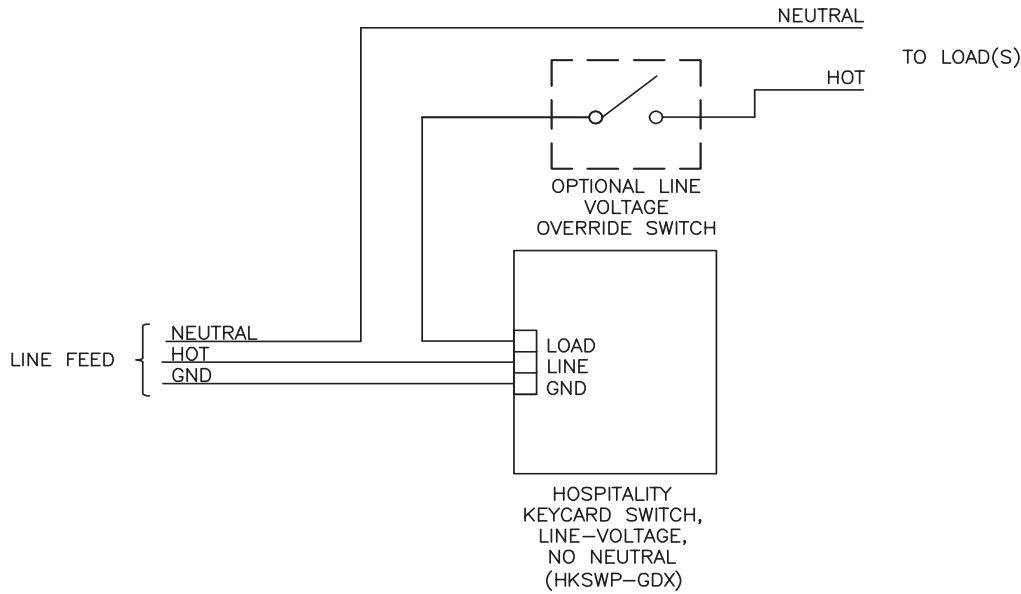 NEUTRAL
TO LOAD(S)
HOT
OPTIONAL LINE
VOLTAGE
OVERRIDE SWITCH
LINE FEED
NEUTRAL
HOT
GND
LOAD
LINE
GND
HOSPITALITY
KEYCARD SWITCH,
LINE-VOLTAGE,
NO NEUTRAL
(HKSWP-GDX)